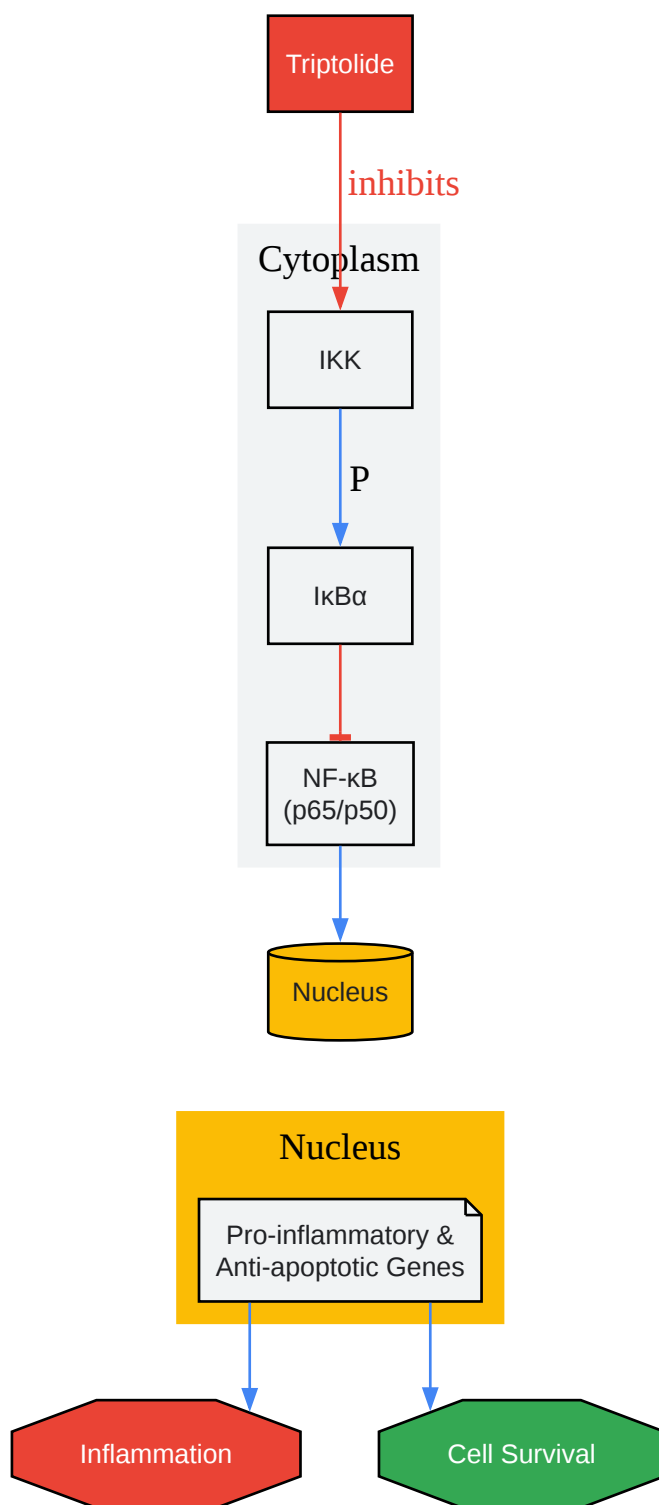 Triptolide
inhibits
Cytoplasm
IKK
P
IκBα
NF-κB
(p65/p50)
Nucleus
Nucleus
Pro-inflammatory &
Anti-apoptotic Genes
Inflammation
Cell Survival